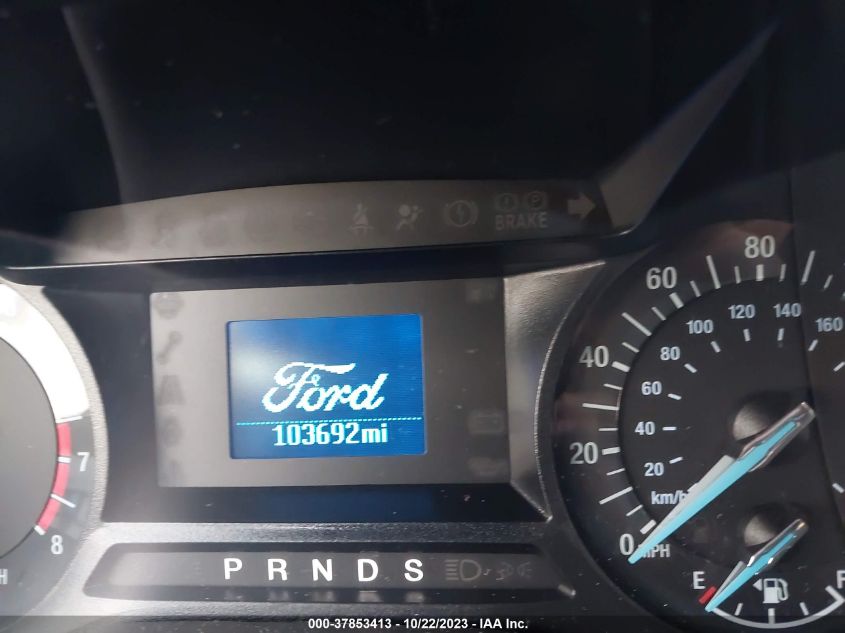 BRAKE
Ford
103692mi
P R N D S
0 20 40 60 80
20 40 60 80 100 120 140 160
km/h
MPH
7
8
E F
000-37853413 - 10/22/2023 - IAA Inc.